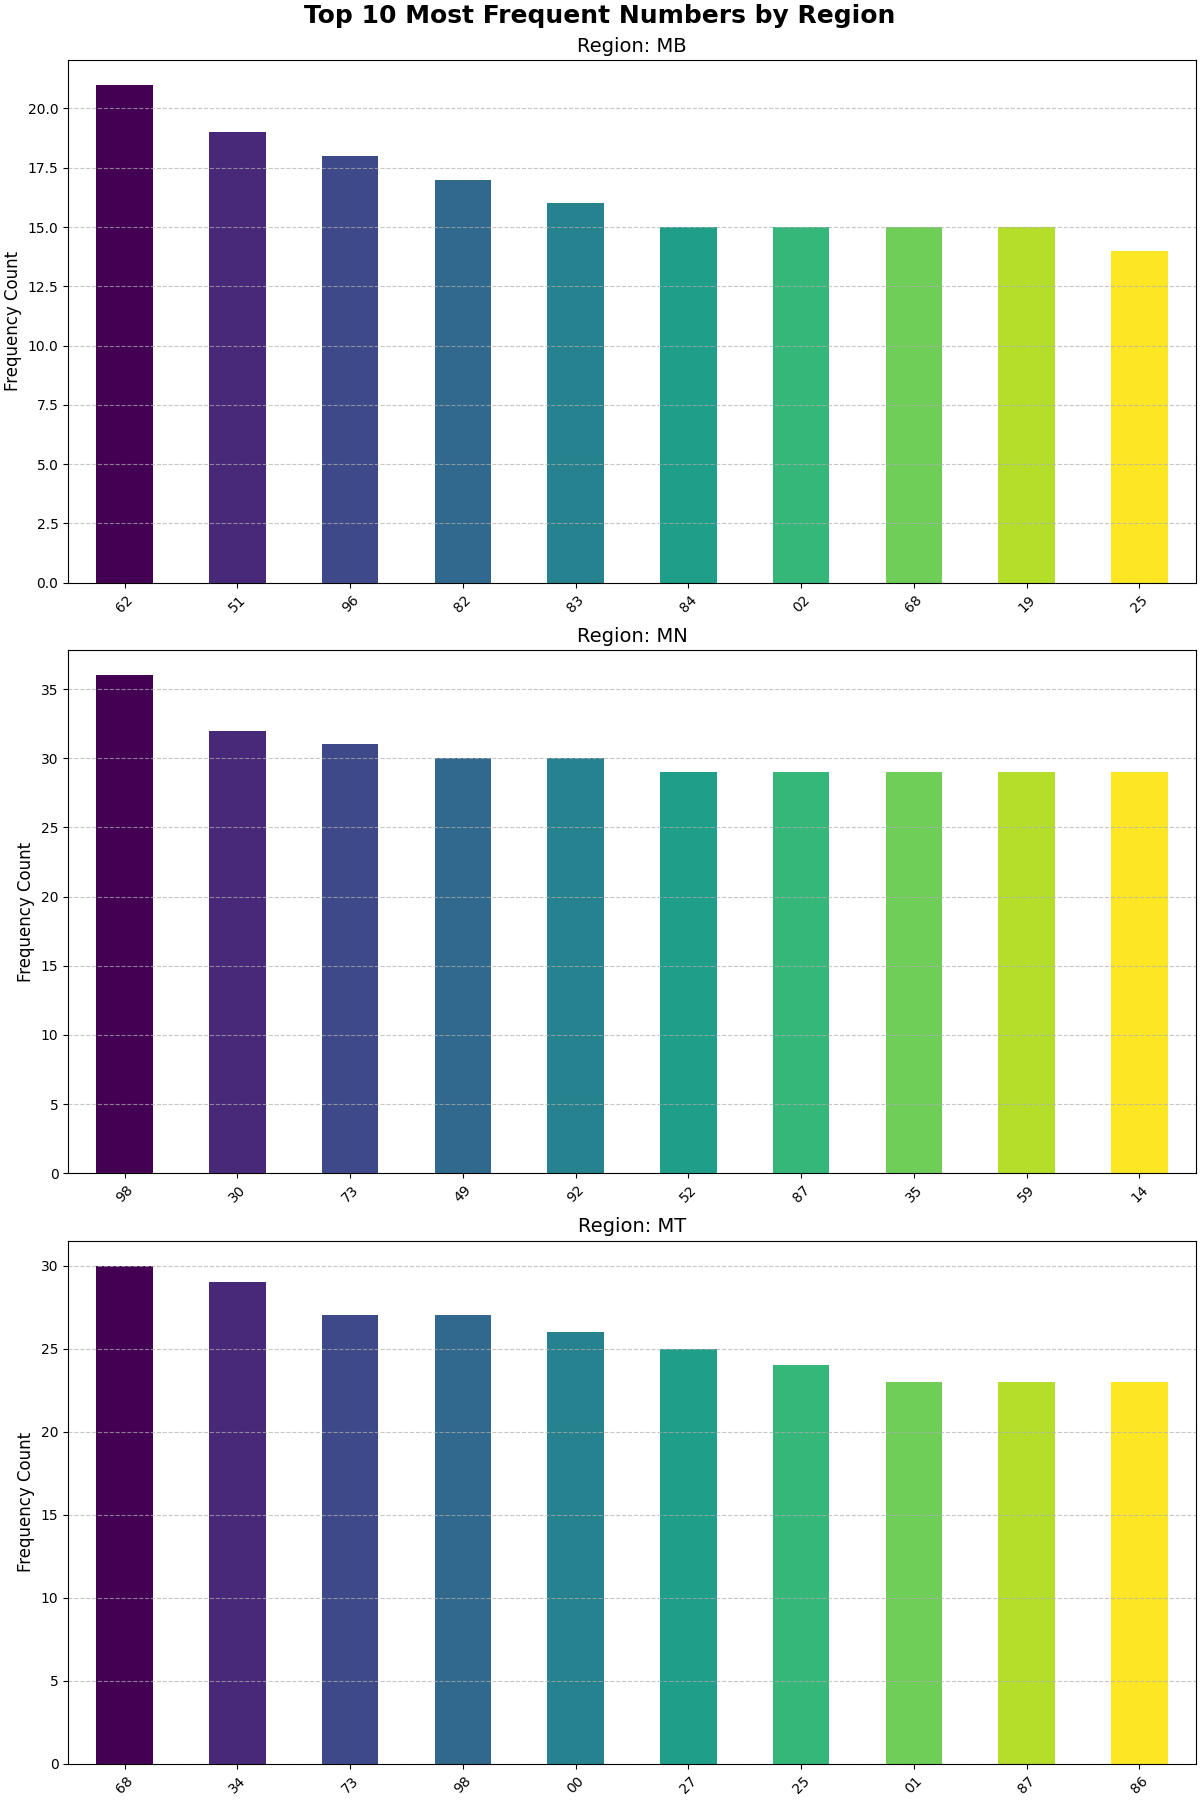 Top 10 Most Frequent Numbers by Region
Region: MB
Frequency Count
20.0
17.5
15.0
12.5
10.0
7.5
5.0
2.5
0.0
62 51 96 82 83 84 02 68 19 25
Region: MN
Frequency Count
35
30
25
20
15
10
5
0
98 30 73 49 92 52 87 35 59 14
Region: MT
Frequency Count
30
25
20
15
10
5
0
68 34 73 98 00 27 25 01 87 86